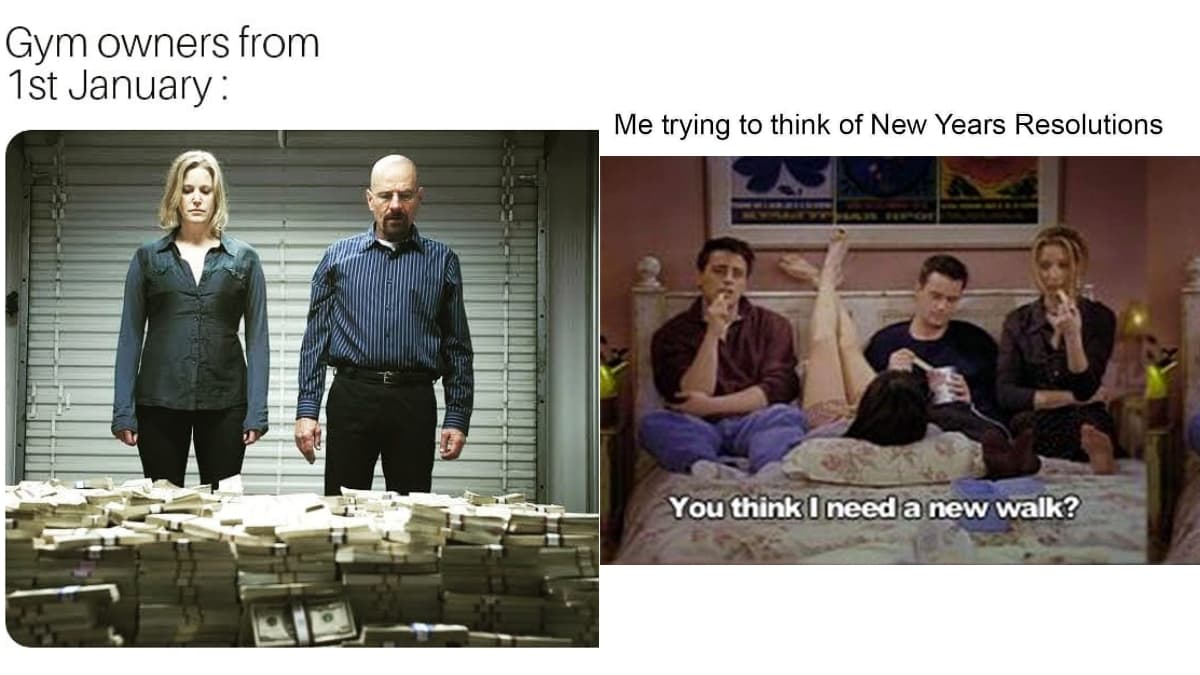 Gym owners from
1st January :
Me trying to think of New Years Resolutions
You think I need a new walk?